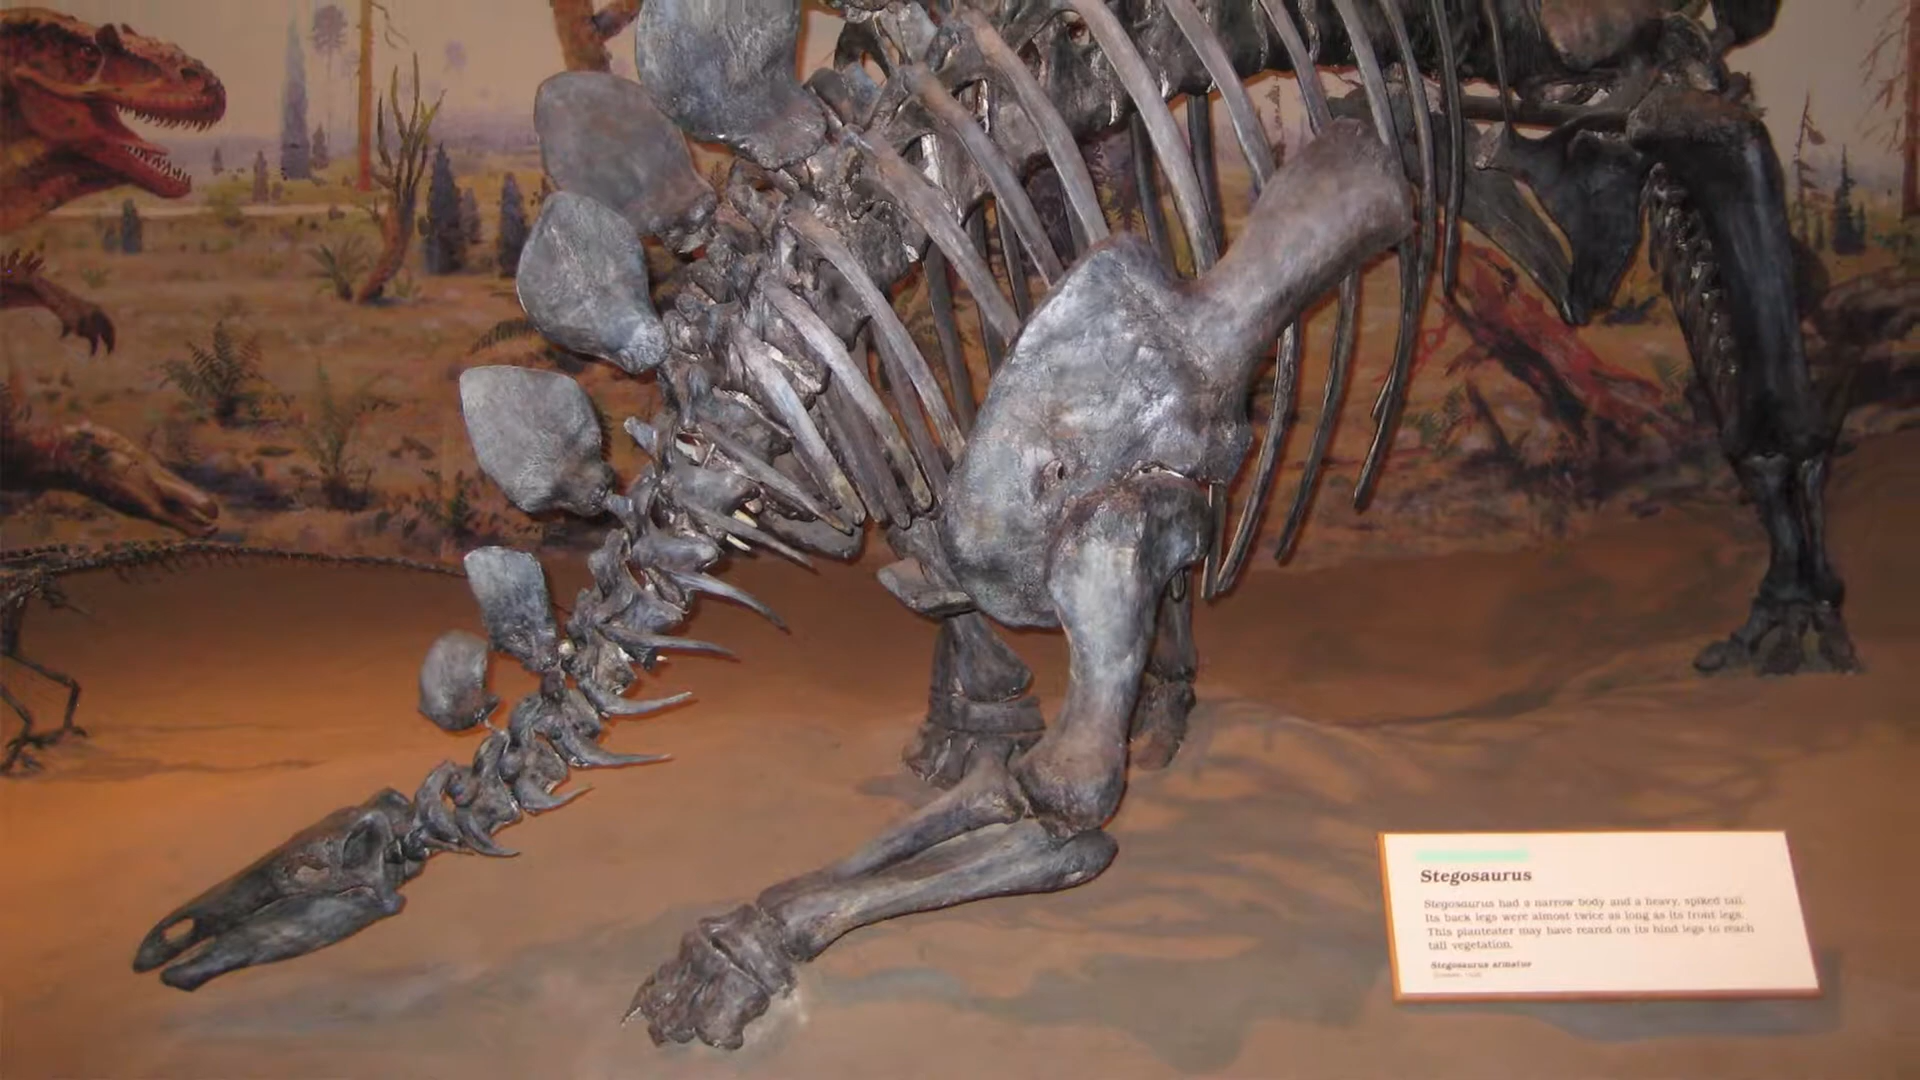 Stegosaurus
Stegosaurus had a narrow body and a heavy, spiked tail.
Its back legs were almost twice as long as its front legs.
This planteater may have reared on its hind legs to reach
tall vegetation.
Stegosaurus armatus